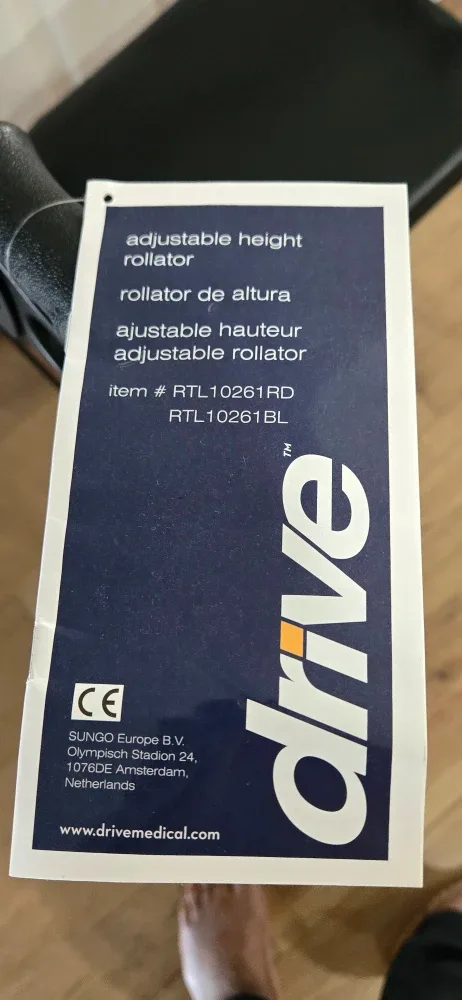 adjustable height
rollator
rollator de altura
ajustable hauteur
adjustable rollator
item # RTL10261RD
RTL10261BL
drive™
CE
SUNGO Europe B.V.
Olympisch Stadion 24,
1076DE Amsterdam,
Netherlands
www.drivemedical.com